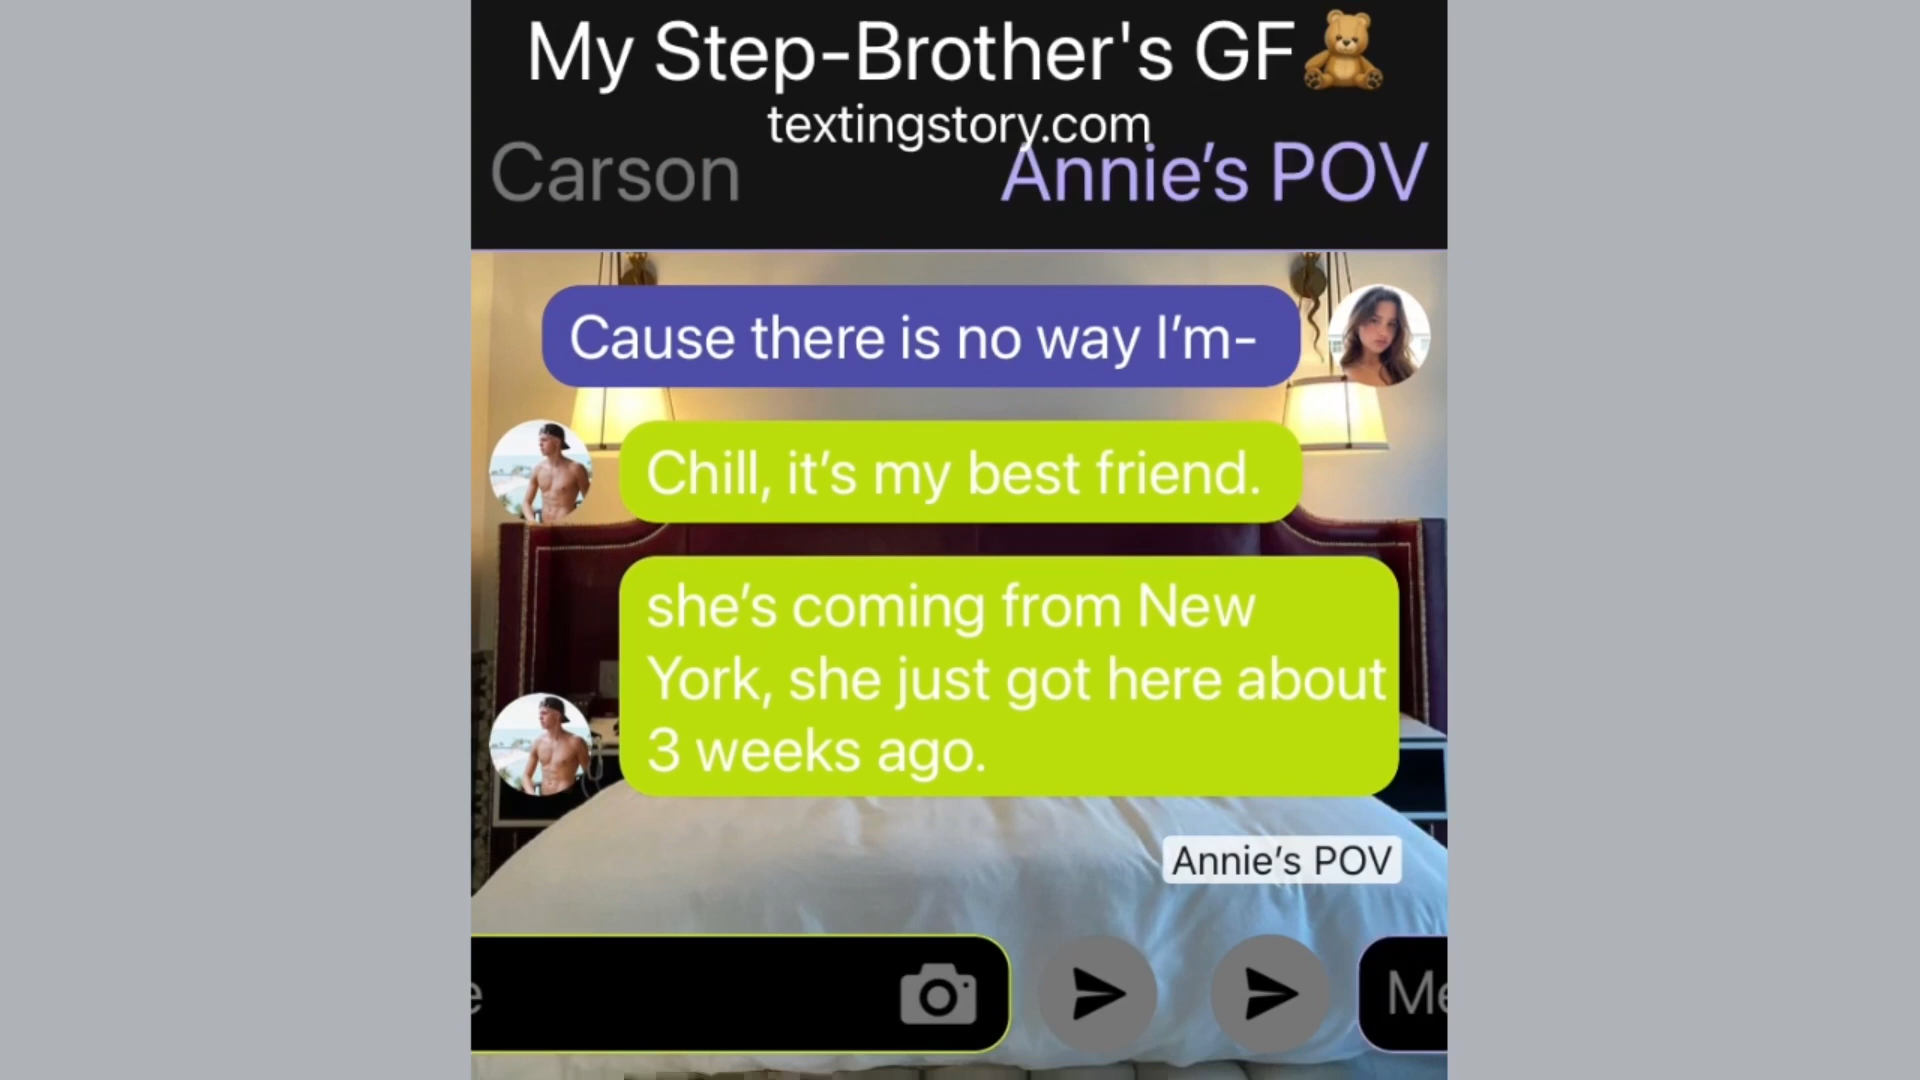 My Step-Brother's GF🧸
textingstory.com
Carson
Annie’s POV
Cause there is no way I’m-
Chill, it’s my best friend.
she’s coming from New
York, she just got here about
3 weeks ago.
Annie’s POV
e
Me